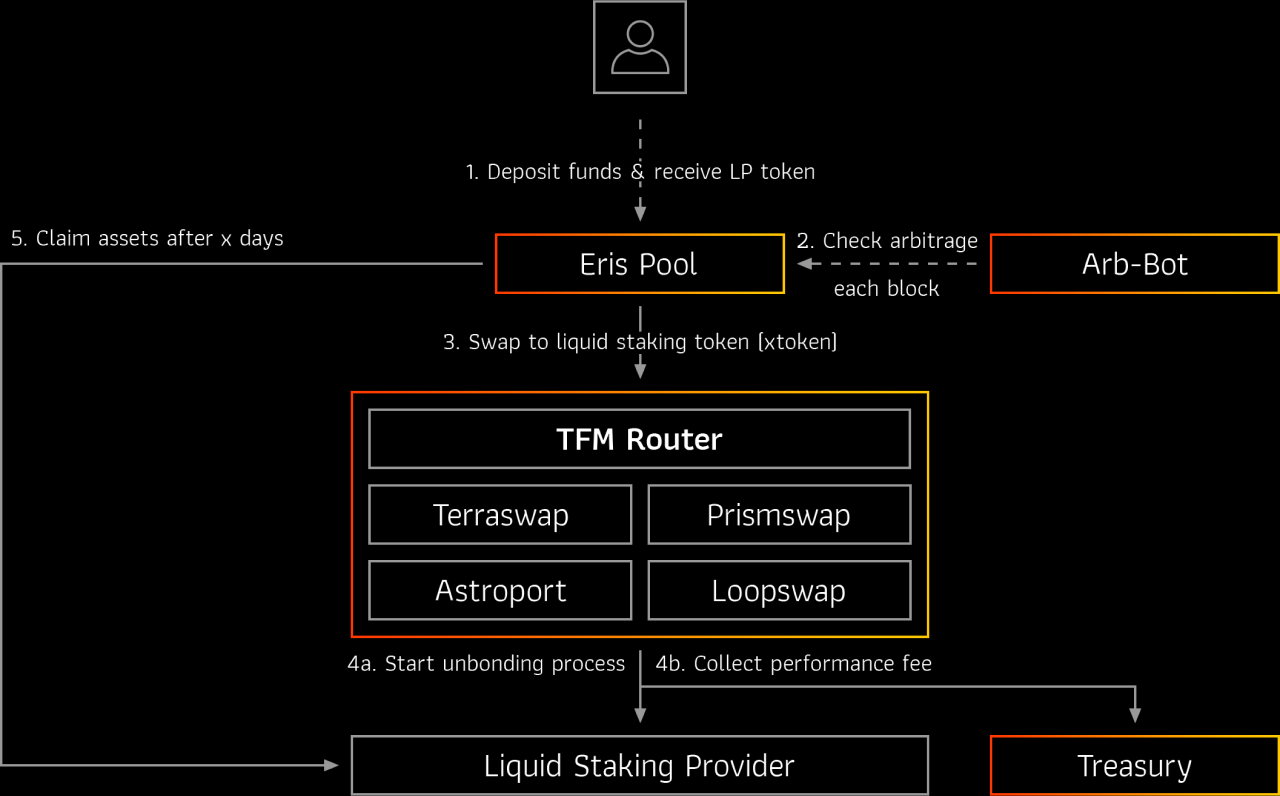 1. Deposit funds & receive LP token
5. Claim assets after x days
Eris Pool
2. Check arbitrage
each block
Arb-Bot
3. Swap to liquid staking token (xtoken)
TFM Router
Terraswap
Prismswap
Astroport
Loopswap
4a. Start unbonding process
4b. Collect performance fee
Liquid Staking Provider
Treasury